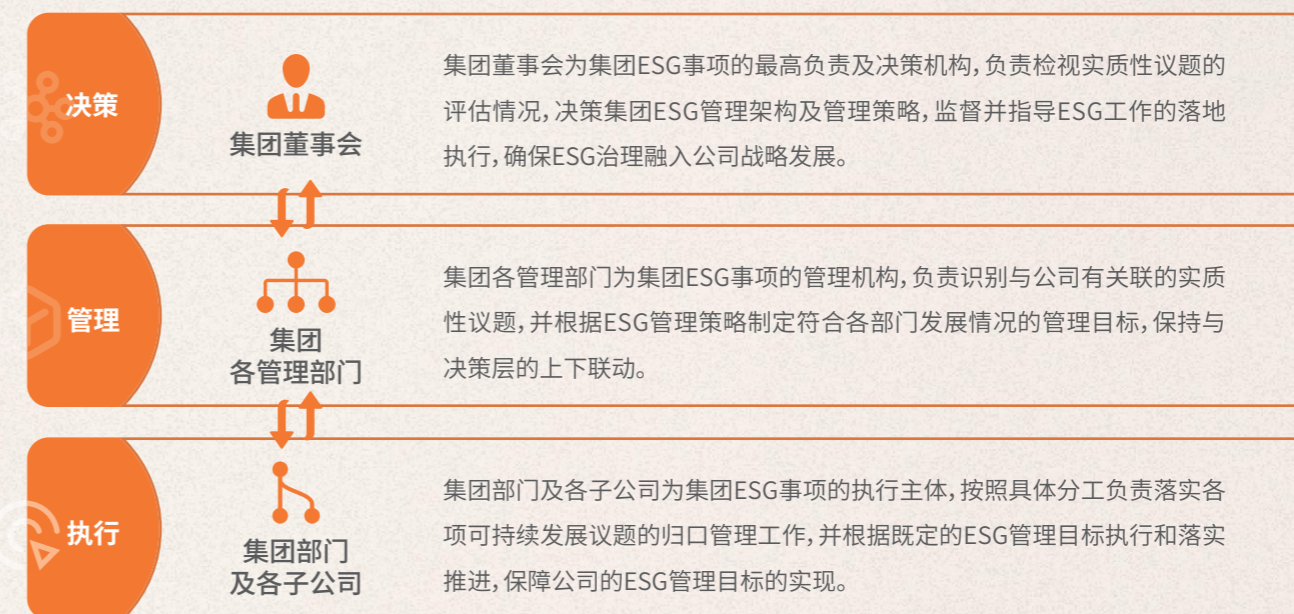 决策
集团董事会
集团董事会为集团ESG事项的最高负责及决策机构,负责检视实质性议题的
评估情况,决策集团ESG管理架构及管理策略,监督并指导ESG工作的落地
执行,确保ESG治理融入公司战略发展。
管理
集团
各管理部门
集团各管理部门为集团ESG事项的管理机构,负责识别与公司有关联的实质
性议题,并根据ESG管理策略制定符合各部门发展情况的管理目标,保持与
决策层的上下联动。
执行
集团部门
及各子公司
集团部门及各子公司为集团ESG事项的执行主体,按照具体分工负责落实各
项可持续发展议题的归口管理工作,并根据既定的ESG管理目标执行和落实
推进,保障公司的ESG管理目标的实现。